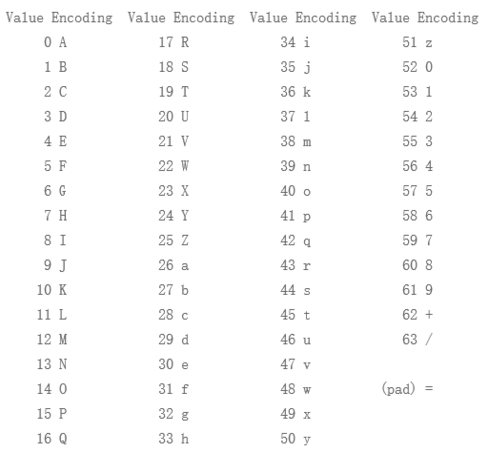 Value Encoding Value Encoding Value Encoding Value Encoding
0 A 17 R 34 i 51 z
1 B 18 S 35 j 52 0
2 C 19 T 36 k 53 1
3 D 20 U 37 l 54 2
4 E 21 V 38 m 55 3
5 F 22 W 39 n 56 4
6 G 23 X 40 o 57 5
7 H 24 Y 41 p 58 6
8 I 25 Z 42 q 59 7
9 J 26 a 43 r 60 8
10 K 27 b 44 s 61 9
11 L 28 c 45 t 62 +
12 M 29 d 46 u 63 /
13 N 30 e 47 v
14 O 31 f 48 w (pad) =
15 P 32 g 49 x
16 Q 33 h 50 y